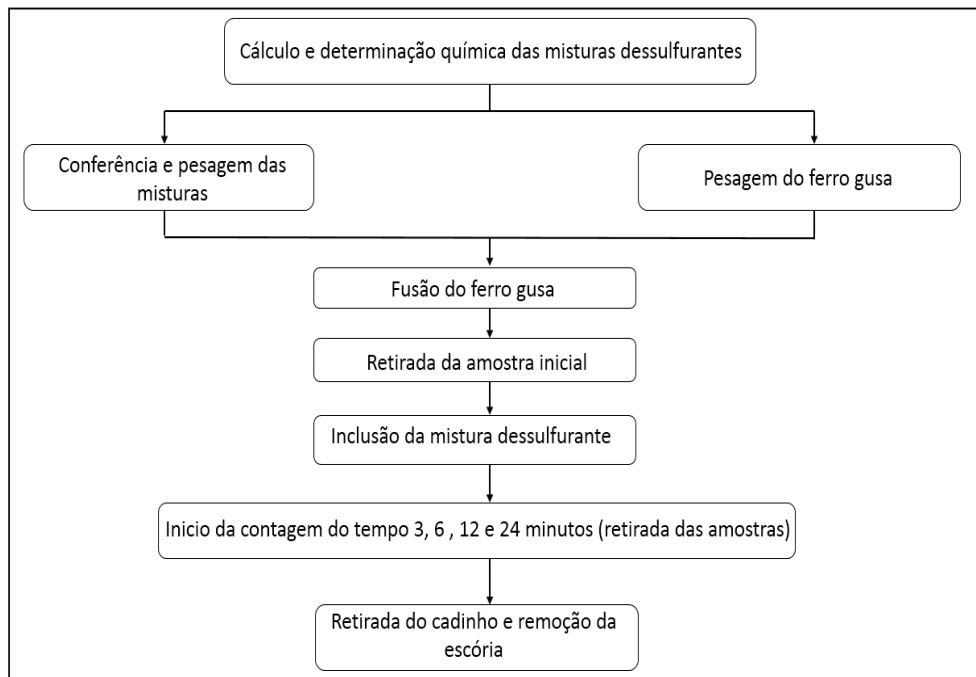 Cálculo e determinação química das misturas dessulfurantes
Conferência e pesagem das
misturas
Pesagem do ferro gusa
Fusão do ferro gusa
Retirada da amostra inicial
Inclusão da mistura dessulfurante
Inicio da contagem do tempo 3, 6 , 12 e 24 minutos (retirada das amostras)
Retirada do cadinho e remoção da
escória